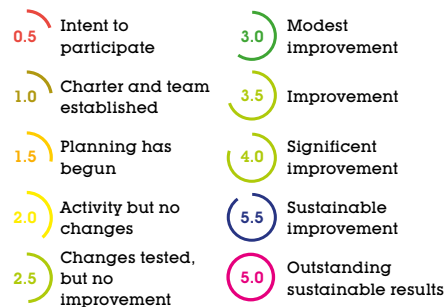 0.5 Intent to
participate
1.0 Charter and team
established
1.5 Planning has
begun
2.0 Activity but no
changes
2.5 Changes tested,
but no
improvement
3.0 Modest
improvement
3.5 Improvement
4.0 Significant
improvement
5.5 Sustainable
improvement
5.0 Outstanding
sustainable results